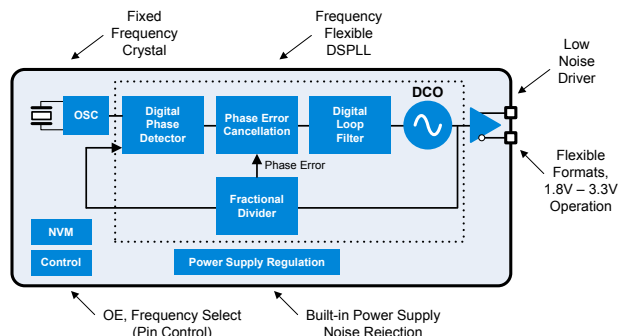 Fixed
Frequency
Crystal
Frequency
Flexible
DSPLL
Low
Noise
Driver
OSC
Digital
Phase
Detector
Phase Error
Cancellation
Digital
Loop
Filter
DCO
Phase Error
Fractional
Divider
Flexible
Formats,
1.8V – 3.3V
Operation
NVM
Control
Power Supply Regulation
OE, Frequency Select
(Pin Control)
Built-in Power Supply
Noise Rejection